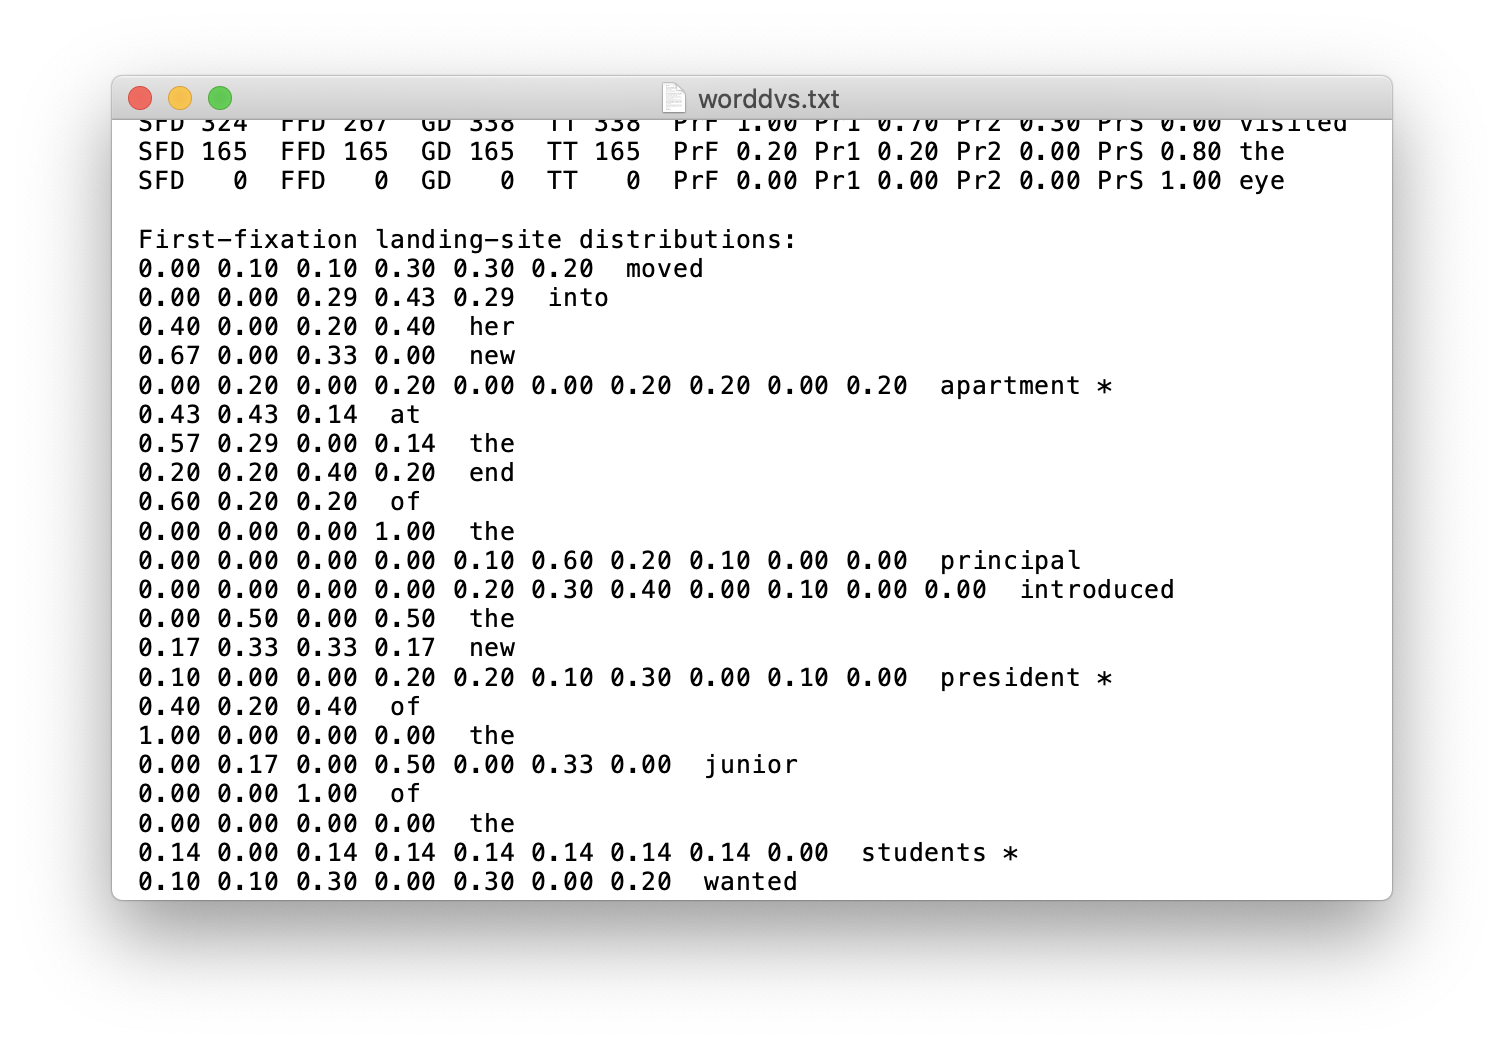 worddvs.txt
SFD 324  FFD 267  GD 338  TT 338  PrF 1.00 Pr1 0.70 Pr2 0.30 PrS 0.00 visited
SFD 165  FFD 165  GD 165  TT 165  PrF 0.20 Pr1 0.20 Pr2 0.00 PrS 0.80 the
SFD   0  FFD   0  GD   0  TT   0  PrF 0.00 Pr1 0.00 Pr2 0.00 PrS 1.00 eye
First-fixation landing-site distributions:
0.00 0.10 0.10 0.30 0.30 0.20  moved
0.00 0.00 0.29 0.43 0.29  into
0.40 0.00 0.20 0.40  her
0.67 0.00 0.33 0.00  new
0.00 0.20 0.00 0.20 0.00 0.00 0.20 0.20 0.00 0.20  apartment *
0.43 0.43 0.14  at
0.57 0.29 0.00 0.14  the
0.20 0.20 0.40 0.20  end
0.60 0.20 0.20  of
0.00 0.00 0.00 1.00  the
0.00 0.00 0.00 0.00 0.10 0.60 0.20 0.10 0.00 0.00  principal
0.00 0.00 0.00 0.00 0.20 0.30 0.40 0.00 0.10 0.00 0.00  introduced
0.00 0.50 0.00 0.50  the
0.17 0.33 0.33 0.17  new
0.10 0.00 0.00 0.20 0.20 0.10 0.30 0.00 0.10 0.00  president *
0.40 0.20 0.40  of
1.00 0.00 0.00 0.00  the
0.00 0.17 0.00 0.50 0.00 0.33 0.00  junior
0.00 0.00 1.00  of
0.00 0.00 0.00 0.00  the
0.14 0.00 0.14 0.14 0.14 0.14 0.14 0.14 0.00  students *
0.10 0.10 0.30 0.00 0.30 0.00 0.20  wanted